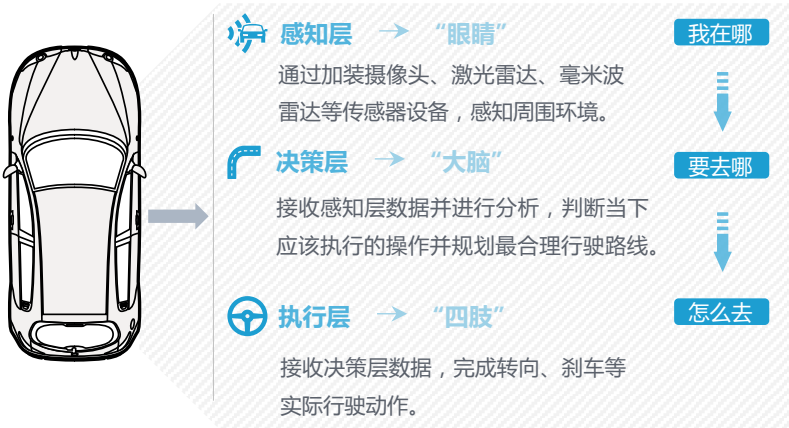 感知层 → “眼睛” 我在哪
通过加装摄像头、激光雷达、毫米波
雷达等传感器设备，感知周围环境。
决策层 → “大脑” 要去哪
接收感知层数据并进行分析，判断当下
应该执行的操作并规划最合理行驶路线。
执行层 → “四肢” 怎么去
接收决策层数据，完成转向、刹车等
实际行驶动作。